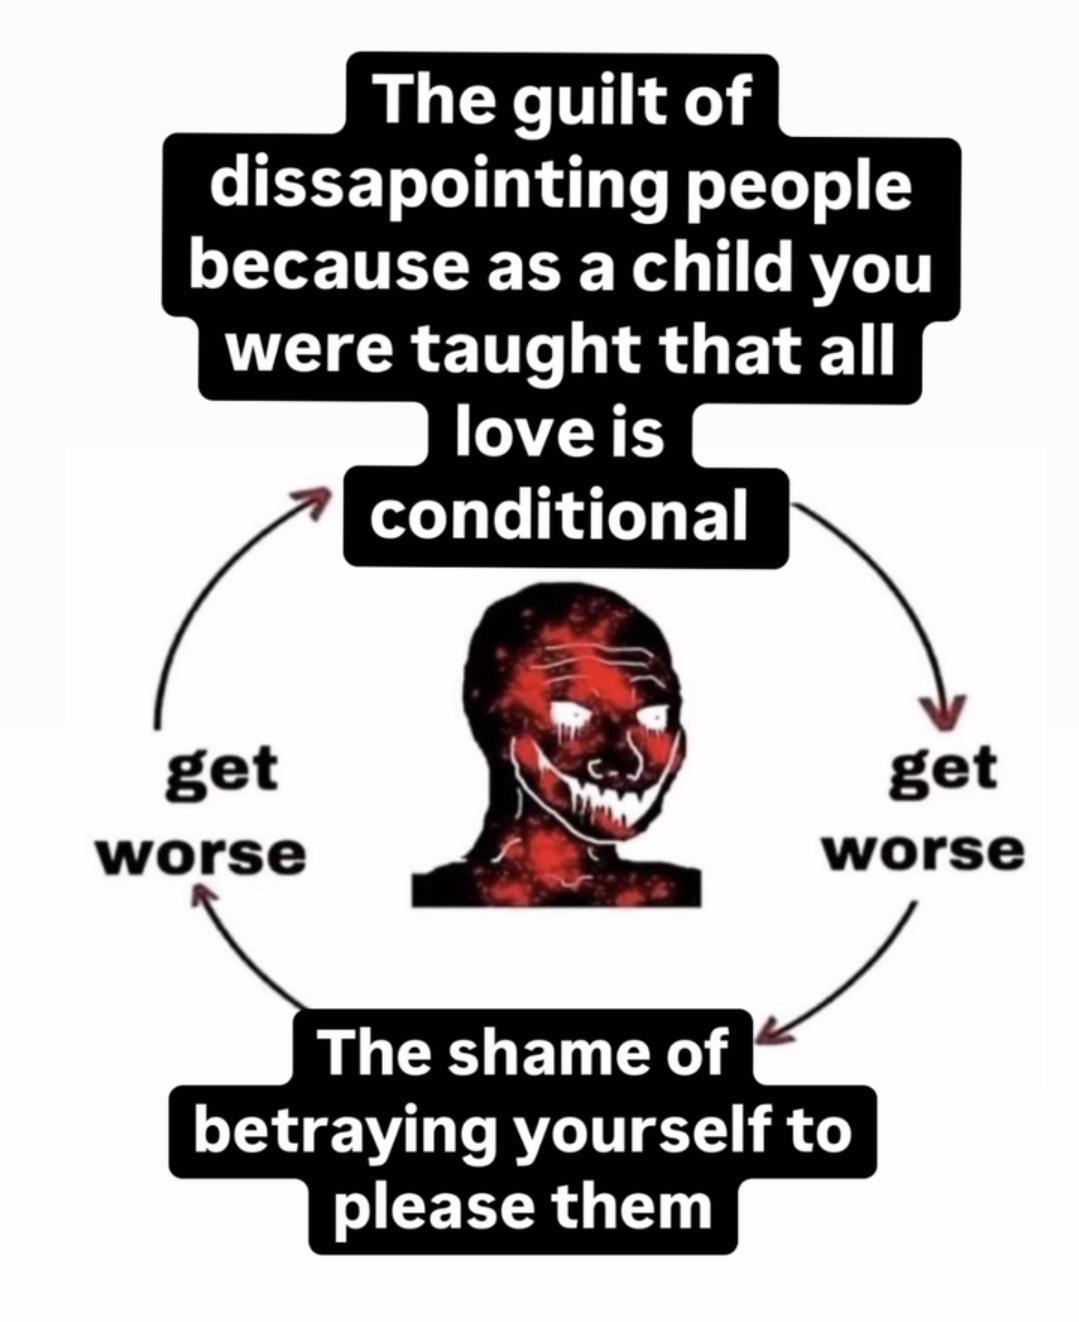 The guilt of
dissapointing people
because as a child you
were taught that all
love is
conditional
get
worse
get
worse
The shame of
betraying yourself to
please them